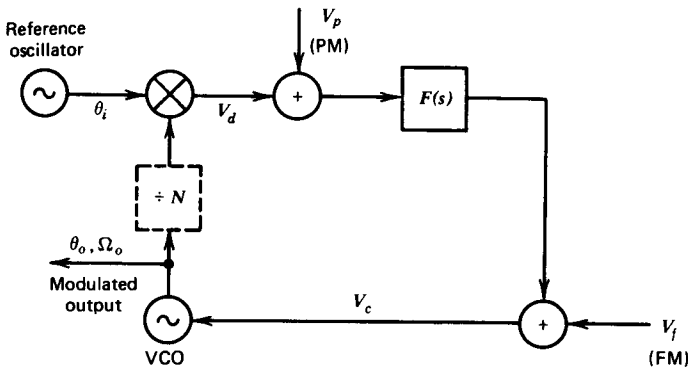 Reference
oscillator
~
θi
Vd
Vp
(PM)
+
F(s)
÷ N
θo, Ωo
Modulated
output
~
VCO
Vc
+
Vf
(FM)